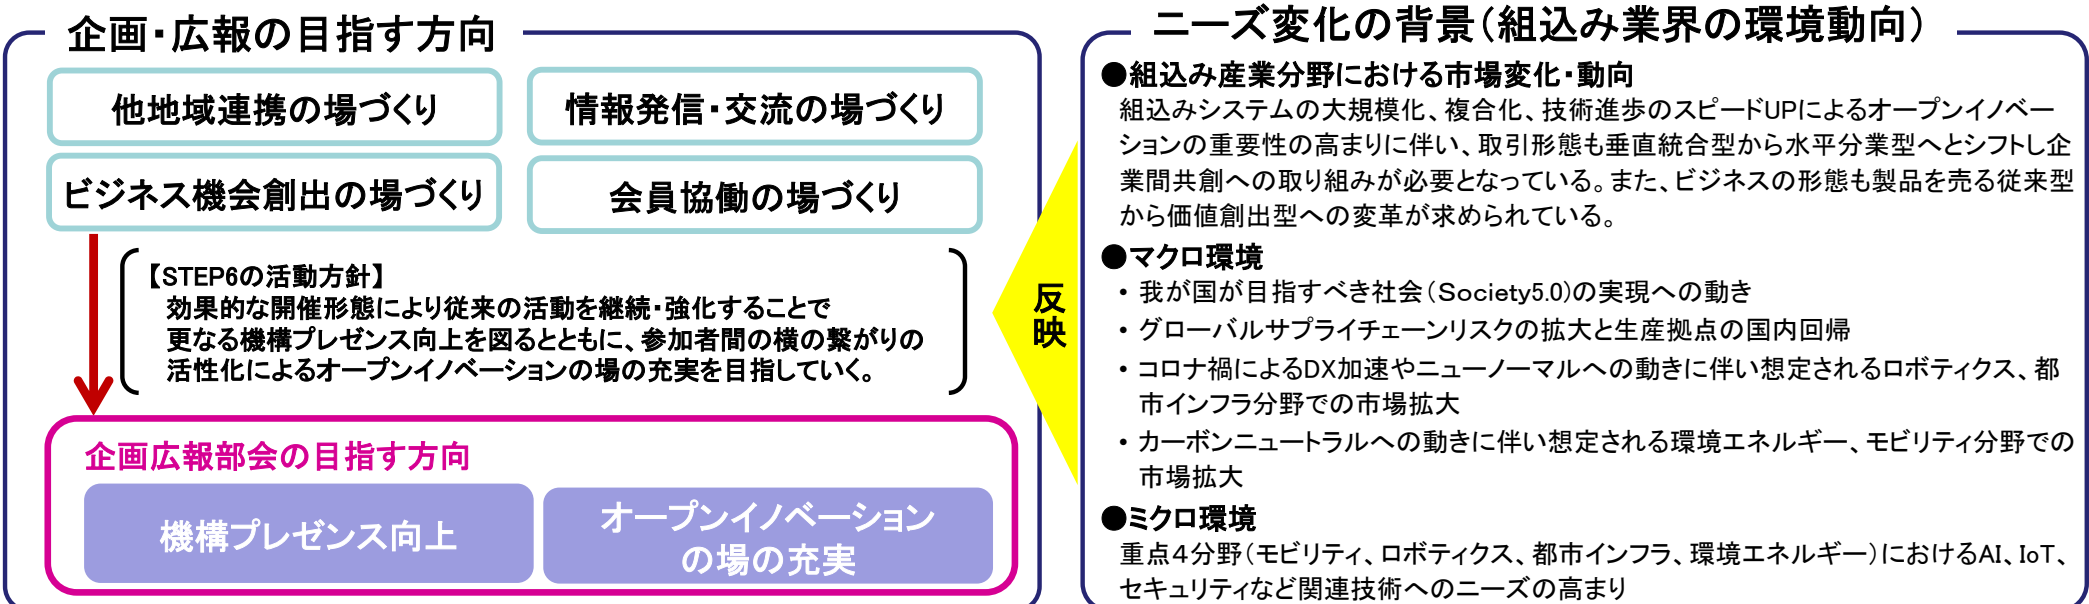 企画・広報の目指す方向
他地域連携の場づくり
情報発信・交流の場づくり
ビジネス機会創出の場づくり
会員協働の場づくり
【STEP6の活動方針】
効果的な開催形態により従来の活動を継続・強化することで
更なる機構プレゼンス向上を図るとともに、参加者間の横の繋がりの
活性化によるオープンイノベーションの場の充実を目指していく。
企画広報部会の目指す方向
機構プレゼンス向上
オープンイノベーション
の場の充実
反映
ニーズ変化の背景（組込み業界の環境動向）
●組込み産業分野における市場変化・動向
組込みシステムの大規模化、複合化、技術進歩のスピードUPによるオープンイノベー
ションの重要性の高まりに伴い、取引形態も垂直統合型から水平分業型へとシフトし企
業間共創への取り組みが必要となっている。また、ビジネスの形態も製品を売る従来型
から価値創出型への変革が求められている。
●マクロ環境
• 我が国が目指すべき社会（Society5.0)の実現への動き
• グローバルサプライチェーンリスクの拡大と生産拠点の国内回帰
• コロナ禍によるDX加速やニューノーマルへの動きに伴い想定されるロボティクス、都
市インフラ分野での市場拡大
• カーボンニュートラルへの動きに伴い想定される環境エネルギー、モビリティ分野での
市場拡大
●ミクロ環境
重点４分野（モビリティ、ロボティクス、都市インフラ、環境エネルギー）におけるAI、IoT、
セキュリティなど関連技術へのニーズの高まり